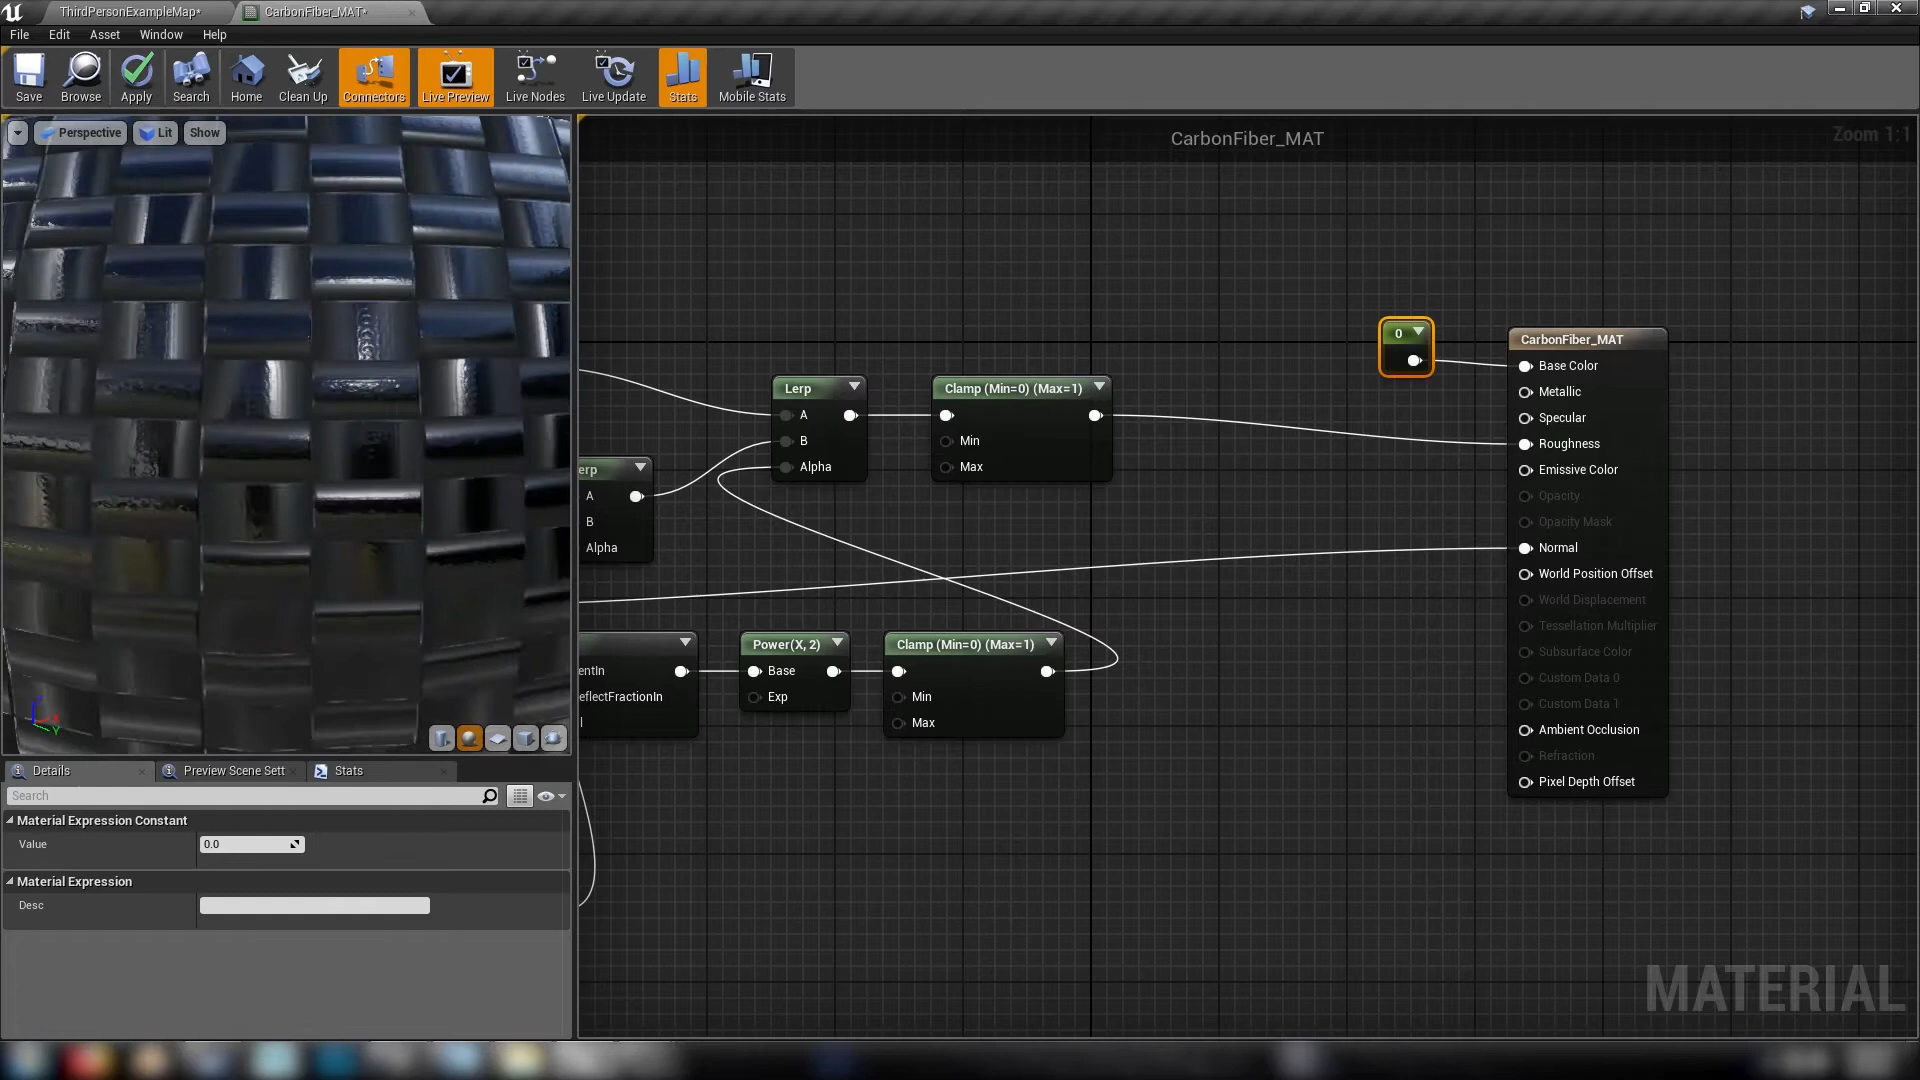 ThirdPersonExampleMap*
CarbonFiber_MAT*
File Edit Asset Window Help
Save Browse Apply Search Home Clean Up Connectors Live Preview Live Nodes Live Update Stats Mobile Stats
Perspective Lit Show
CarbonFiber_MAT
Zoom 1:1
0
CarbonFiber_MAT
Base Color
Metallic
Specular
Roughness
Emissive Color
Opacity
Opacity Mask
Normal
World Position Offset
World Displacement
Tessellation Multiplier
Subsurface Color
Custom Data 0
Custom Data 1
Ambient Occlusion
Refraction
Pixel Depth Offset
Lerp
A
B
Alpha
Clamp (Min=0) (Max=1)
Min
Max
erp
A
B
Alpha
entIn
eflectFractionIn
l
Power(X, 2)
Base
Exp
Clamp (Min=0) (Max=1)
Min
Max
X
Y
Details Preview Scene Sett Stats
Search
Material Expression Constant
Value 0.0
Material Expression
Desc
MATERIAL